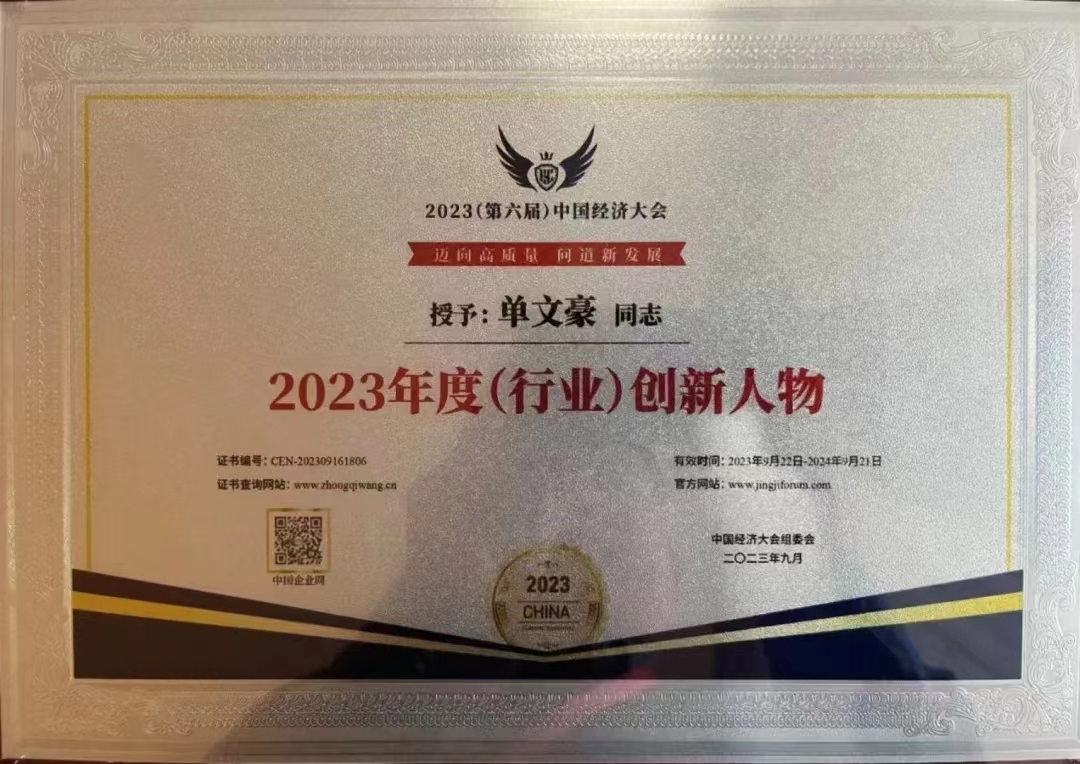 2023(第六届)中国经济大会
迈向高质量 问道新发展
授予:单文豪 同志
2023年度(行业)创新人物
证书编号:CEN-202309161806
证书查询网站:www.zhongqiwang.cn
有效时间:2023年9月22日-2024年9月21日
官方网站:www.jingjiforum.com
中国企业网
中国经济大会组委会
二〇二三年九月
2023
CHINA